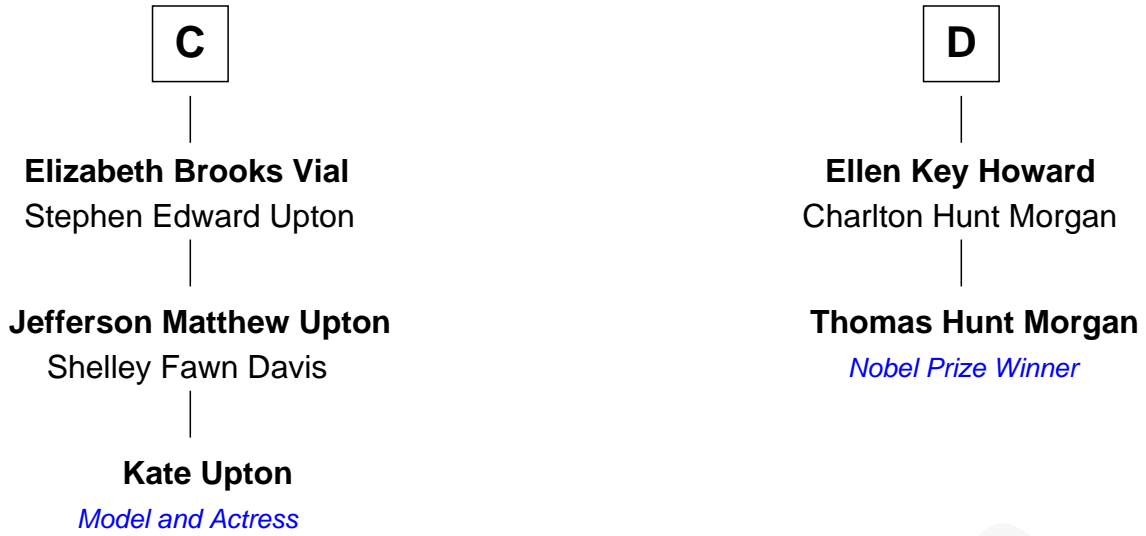 C
Elizabeth Brooks Vial
Stephen Edward Upton
Jefferson Matthew Upton
Shelley Fawn Davis
Kate Upton
Model and Actress
D
Ellen Key Howard
Charlton Hunt Morgan
Thomas Hunt Morgan
Nobel Prize Winner